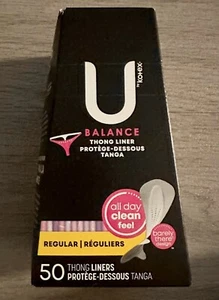 U
by KOTEX
BALANCE
THONG LINER
PROTÈGE-DESSOUS
TANGA
all day
clean
feel
barely
there
design
REGULAR | RÉGULIERS
50 THONG LINERS
PROTÈGE-DESSOUS TANGA